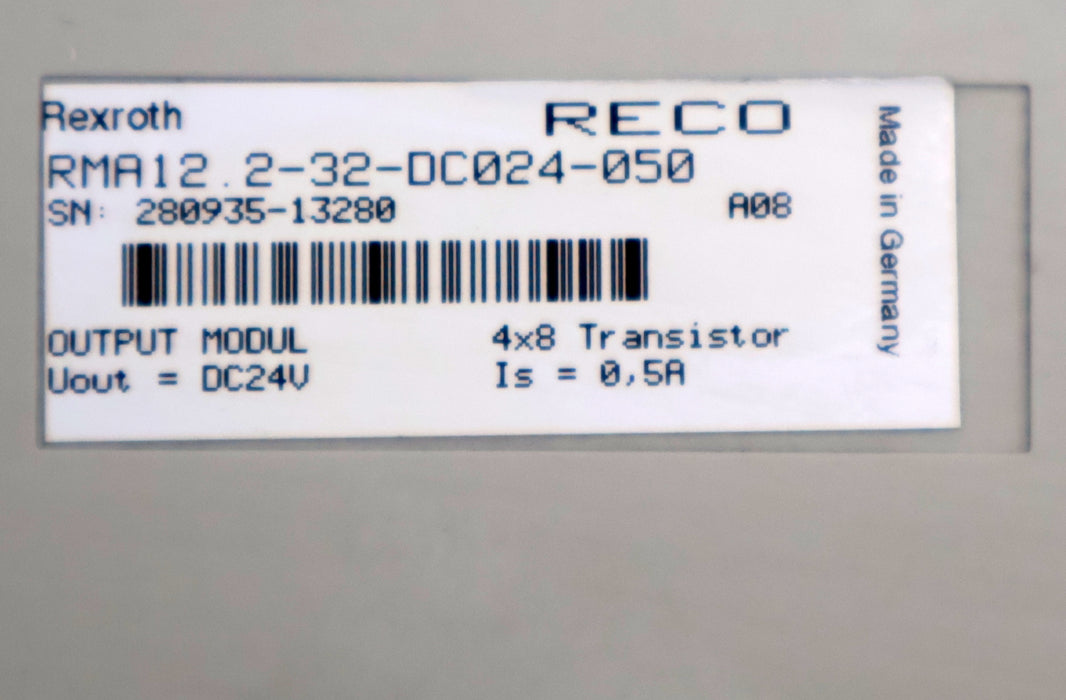 Rexroth RECO
RMA12.2-32-DC024-050
SN: 280935-13280 A08
OUTPUT MODUL 4x8 Transistor
Uout = DC24V Is = 0,5A
Made in Germany